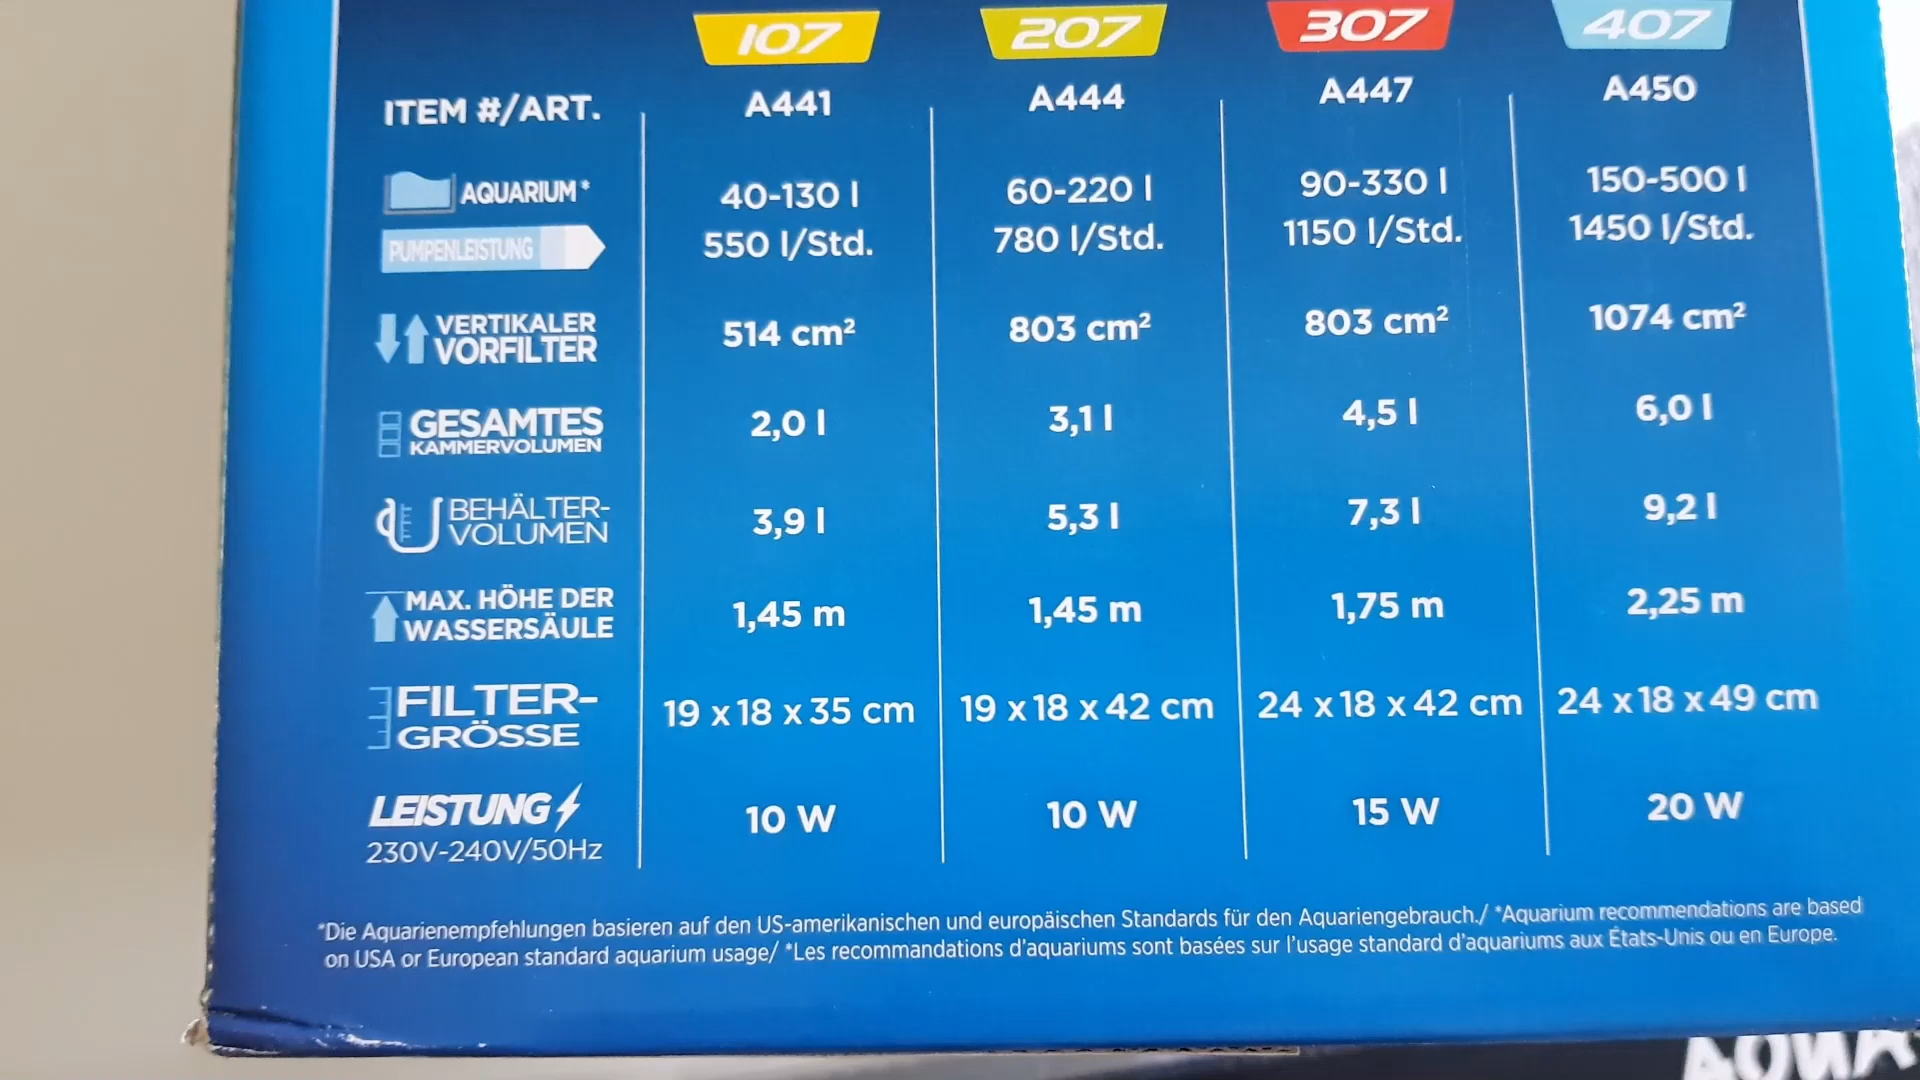 107 207 307 407
ITEM #/ART. A441 A444 A447 A450
AQUARIUM* 40-130 l 60-220 l 90-330 l 150-500 l
PUMPENLEISTUNG 550 l/Std. 780 l/Std. 1150 l/Std. 1450 l/Std.
VERTIKALER
VORFILTER 514 cm² 803 cm² 803 cm² 1074 cm²
GESAMTES
KAMMERVOLUMEN 2,0 l 3,1 l 4,5 l 6,0 l
BEHÄLTER-
VOLUMEN 3,9 l 5,3 l 7,3 l 9,2 l
MAX. HÖHE DER
WASSERSÄULE 1,45 m 1,45 m 1,75 m 2,25 m
FILTER-
GRÖSSE 19 x 18 x 35 cm 19 x 18 x 42 cm 24 x 18 x 42 cm 24 x 18 x 49 cm
LEISTUNG 10 W 10 W 15 W 20 W
230V-240V/50Hz
*Die Aquarienempfehlungen basieren auf den US-amerikanischen und europäischen Standards für den Aquariengebrauch./ *Aquarium recommendations are based
on USA or European standard aquarium usage/ *Les recommandations d'aquariums sont basées sur l'usage standard d'aquariums aux États-Unis ou en Europe.